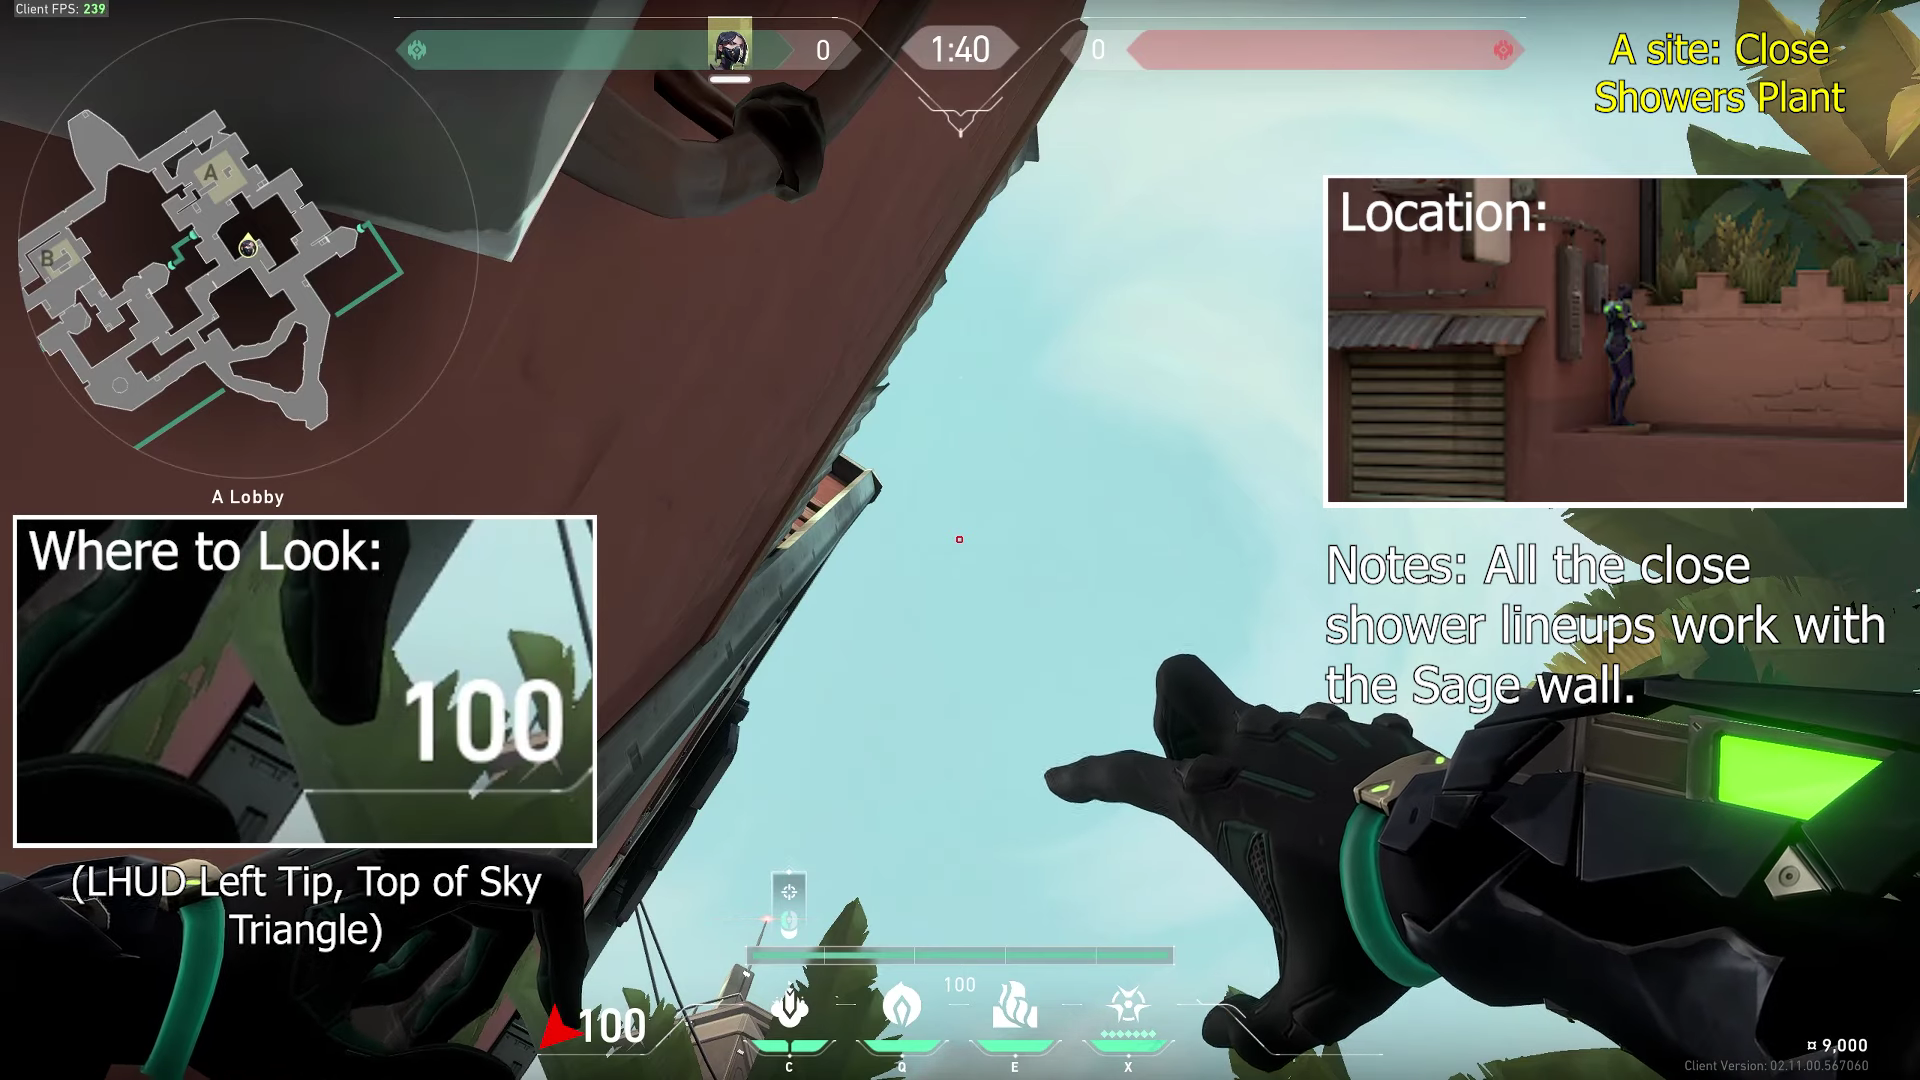 Client FPS: 239
0
1:40
0
A site: Close
Showers Plant
A
B
A Lobby
Location:
Where to Look:
100
Notes: All the close
shower lineups work with
the Sage wall.
(LHUD Left Tip, Top of Sky
Triangle)
100
100
C
Q
E
X
¤ 9,000
Client Version: 02.11.00.567060